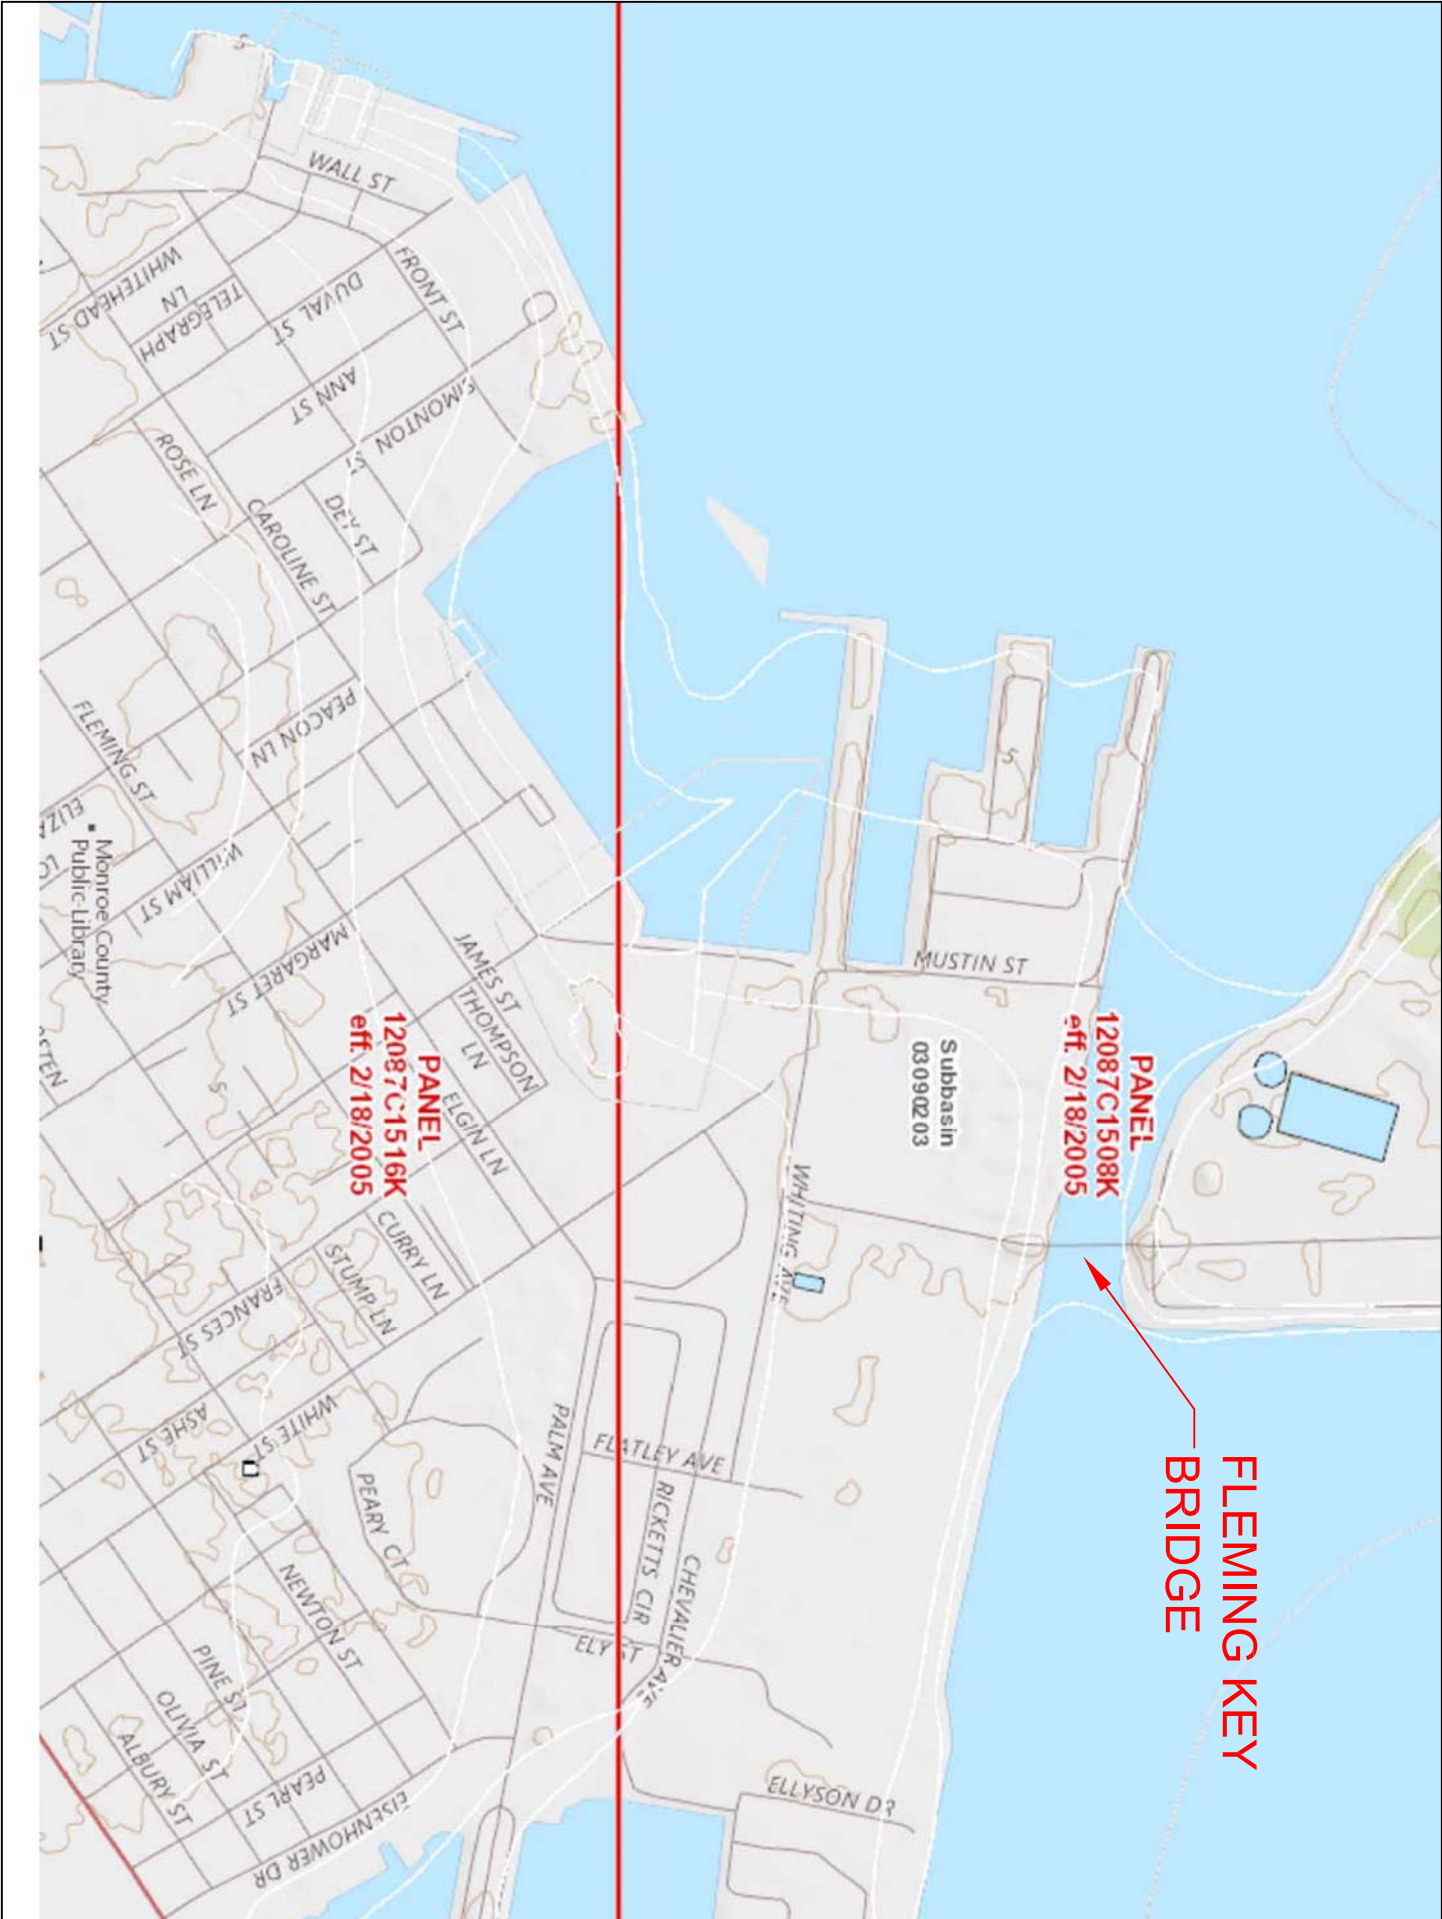 FLEMING KEY
BRIDGE
PANEL
12087C1508K
eff. 2/18/2005
Subbasin
03090203
PANEL
12087C1516K
eff. 2/18/2005
MUSTIN ST
WHITING AVE
ELLYSON DR
CHEVALIER AVE
RICKETTS CIR
FLATLEY AVE
ELY ST
PALM AVE
PEARY CT
WALL ST
FRONT ST
DUVAL ST
TELEGRAPH
LN
WHITEHEAD ST
ANN ST
SIMONTON
ST
DEY ST
ROSE LN
CAROLINE ST
PEACON LN
FLEMING ST
WILLIAM ST
MARGARET ST
Monroe County
Public Library
JAMES ST
THOMPSON
LN
ELGIN LN
CURRY LN
STUMP LN
FRANCES ST
WHITE ST
ASHE ST
NEWTON ST
PINE ST
OLIVIA ST
ALBURY ST
PEARL ST
EISENHOWER DR
5
5
5